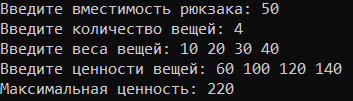 Введите вместимость рюкзака: 50
Введите количество вещей: 4
Введите веса вещей: 10 20 30 40
Введите ценности вещей: 60 100 120 140
Максимальная ценность: 220